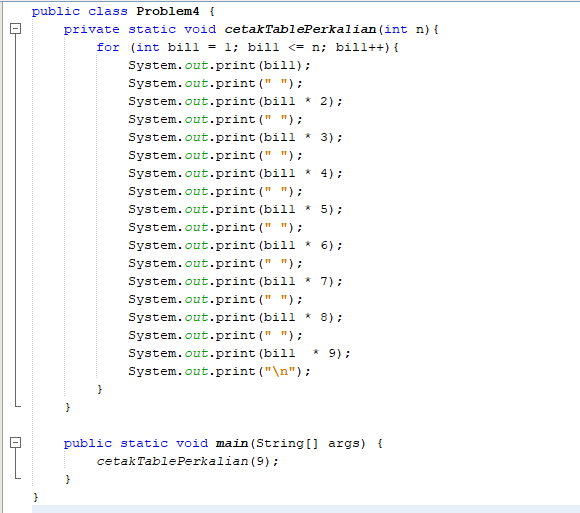 public class Problem4 {
    private static void cetakTablePerkalian(int n){
        for (int bill = 1; bill <= n; bill++){
            System.out.print(bill);
            System.out.print(" ");
            System.out.print(bill * 2);
            System.out.print(" ");
            System.out.print(bill * 3);
            System.out.print(" ");
            System.out.print(bill * 4);
            System.out.print(" ");
            System.out.print(bill * 5);
            System.out.print(" ");
            System.out.print(bill * 6);
            System.out.print(" ");
            System.out.print(bill * 7);
            System.out.print(" ");
            System.out.print(bill * 8);
            System.out.print(" ");
            System.out.print(bill  * 9);
            System.out.print("\n");
        }
    }

    public static void main(String[] args) {
        cetakTablePerkalian(9);
    }
}